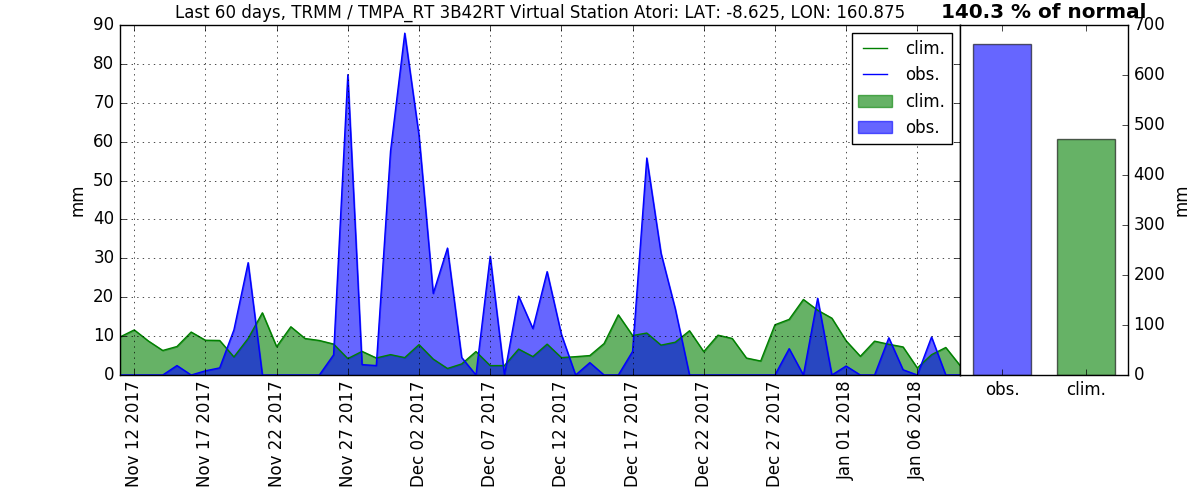 Last 60 days, TRMM / TMPA_RT 3B42RT Virtual Station Atori: LAT: -8.625, LON: 160.875
140.3 % of normal
90
80
70
60
50
40
30
20
10
0
mm
clim.
obs.
clim.
obs.
Nov 12 2017
Nov 17 2017
Nov 22 2017
Nov 27 2017
Dec 02 2017
Dec 07 2017
Dec 12 2017
Dec 17 2017
Dec 22 2017
Dec 27 2017
Jan 01 2018
Jan 06 2018
700
600
500
400
300
200
100
0
mm
obs.
clim.